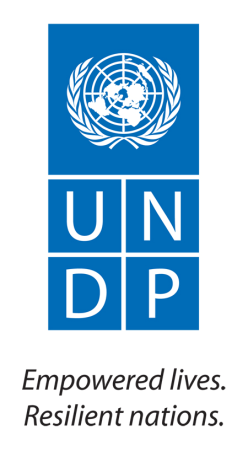 U N
D P
Empowered lives.
Resilient nations.